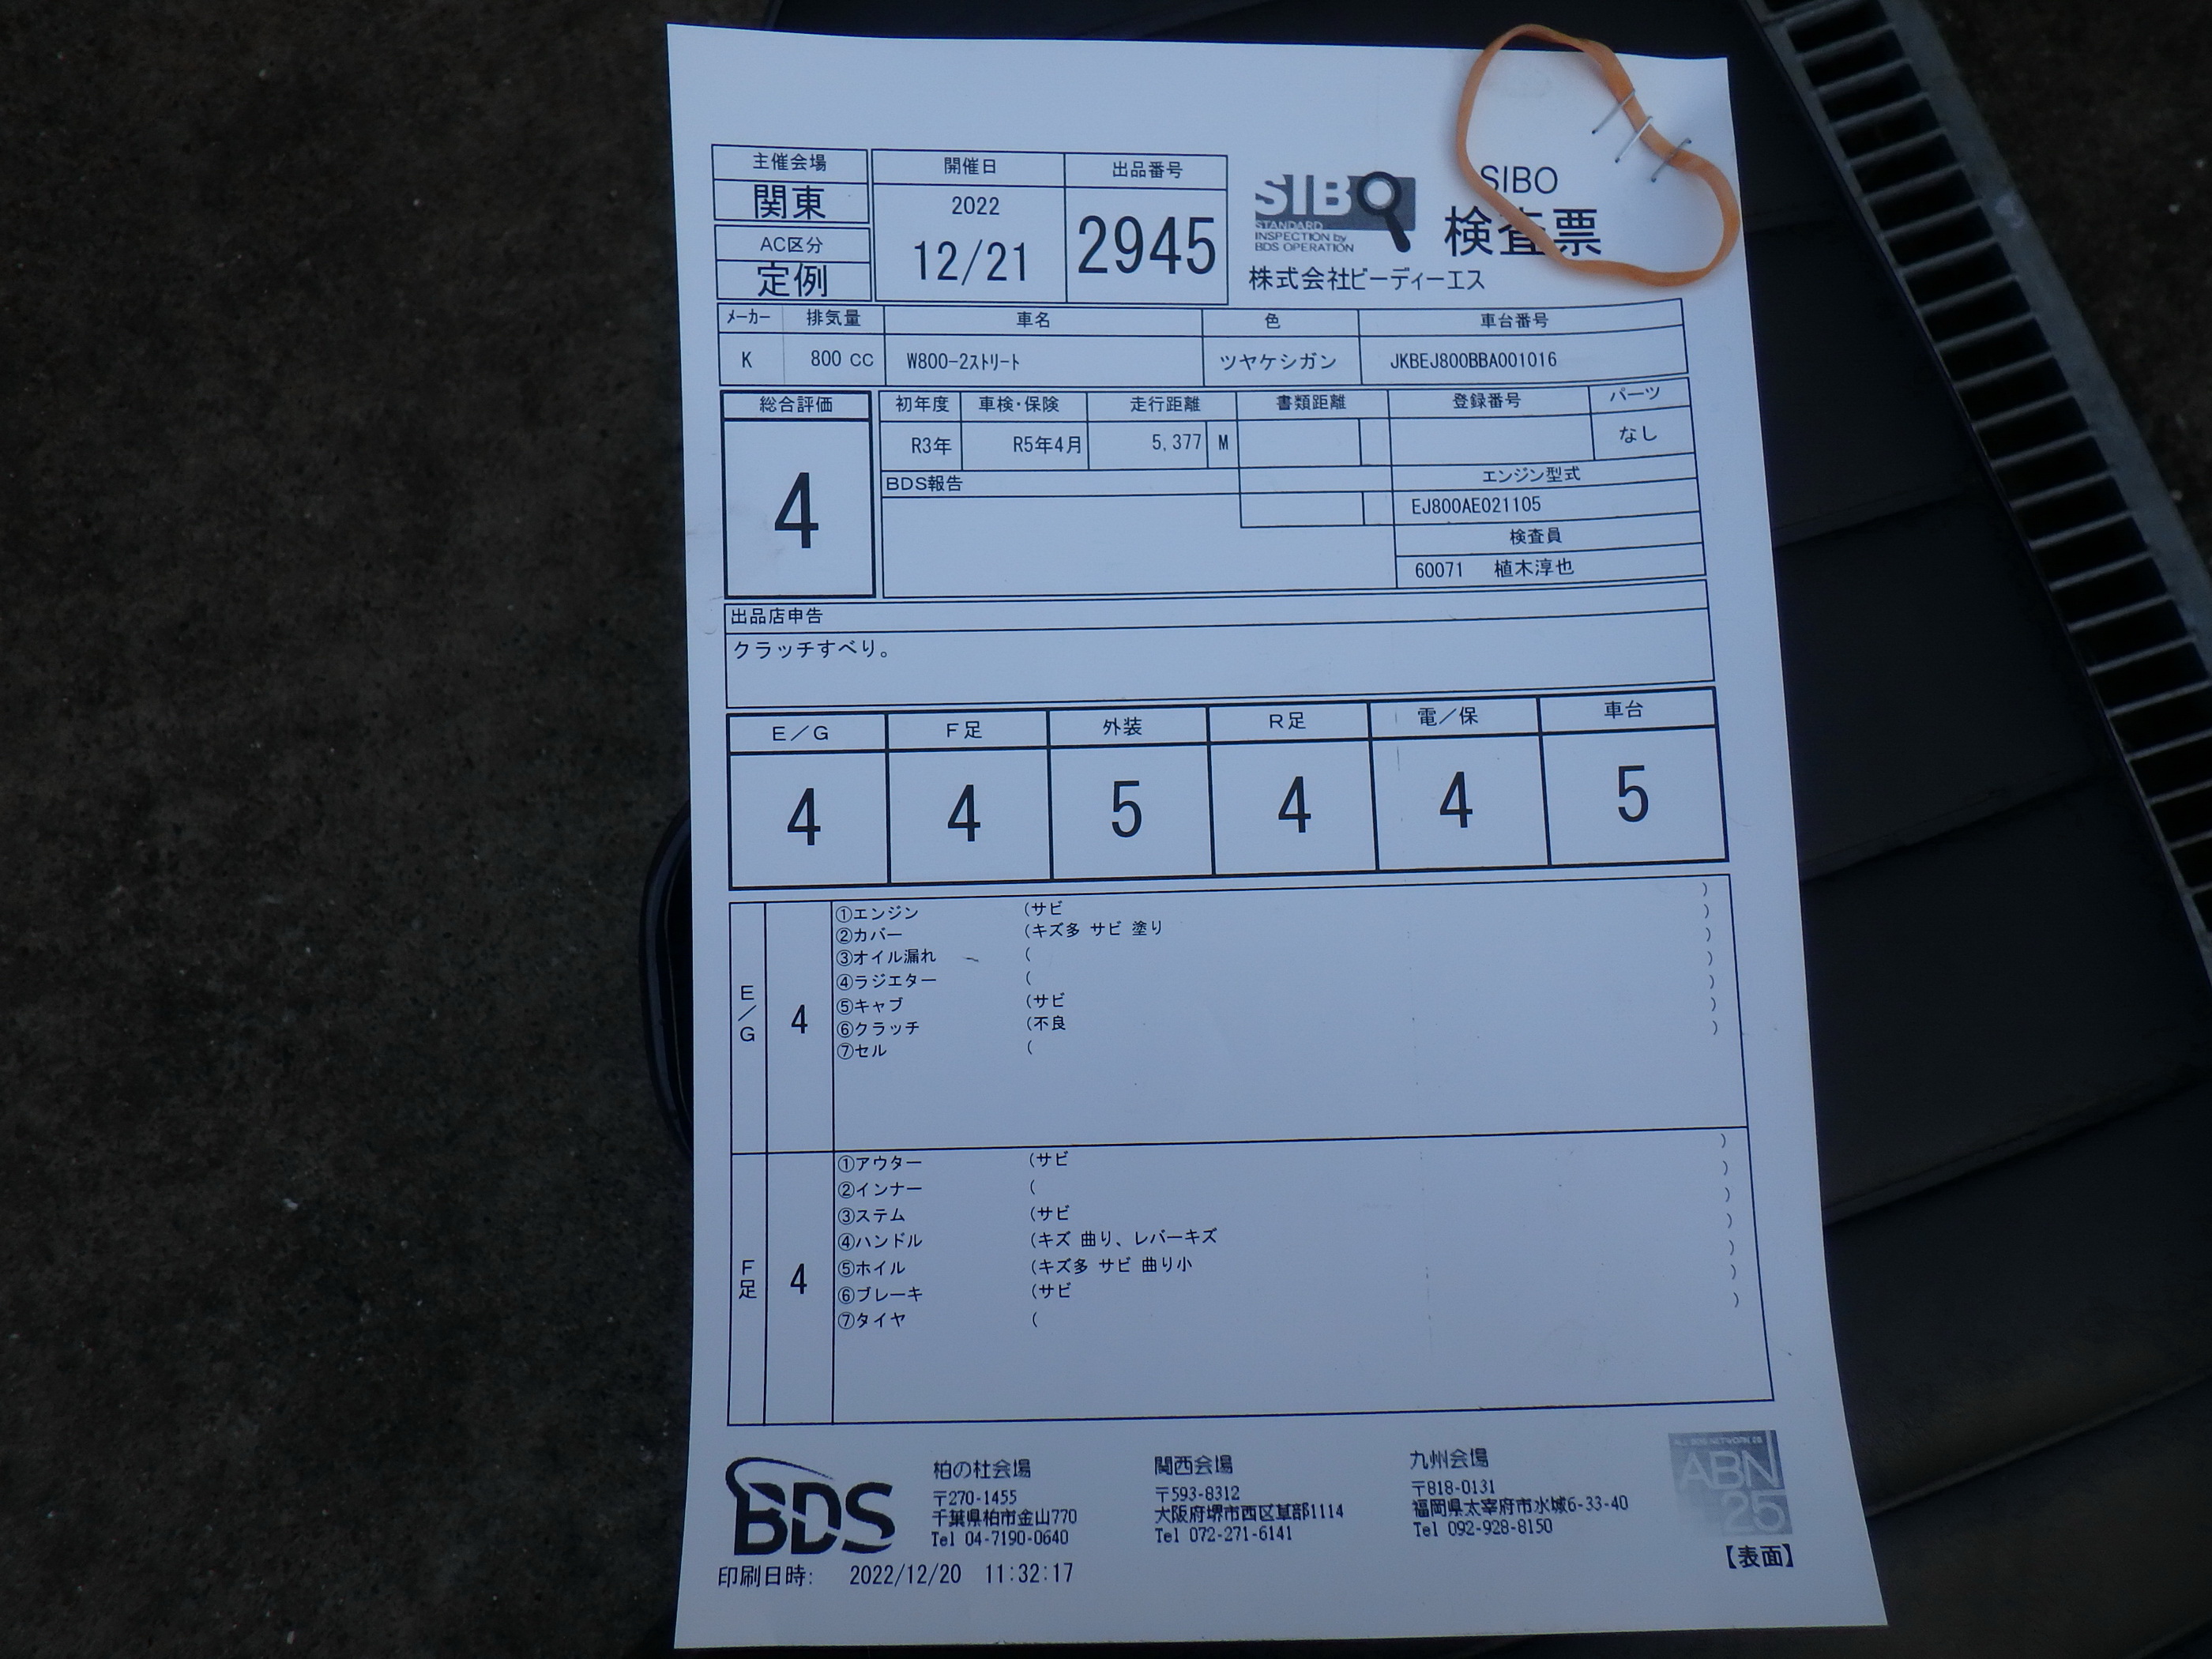 主催会場
関東
AC区分
定例
開催日
2022
12/21
出品番号
2945
SIBO
STANDARD
INSPECTION by
BDS OPERATION
SIBO
検査票
株式会社ビーディーエス
メーカー 排気量 車名 色 車台番号
K 800 CC W800-2ストリート ツヤケシガン JKBEJ800BBA001016
総合評価
4
初年度 車検・保険 走行距離 書類距離 登録番号 パーツ
R3年 R5年4月 5,377 M なし
BDS報告
エンジン型式
EJ800AE021105
検査員
60071 植木淳也
出品店申告
クラッチすべり。
E/G F足 外装 R足 電/保 車台
4 4 5 4 4 5
E/G 4
①エンジン (サビ )
②カバー (キズ多 サビ 塗り )
③オイル漏れ ( )
④ラジエター ( )
⑤キャブ (サビ )
⑥クラッチ (不良 )
⑦セル ( )
F足 4
①アウター (サビ )
②インナー ( )
③ステム (サビ )
④ハンドル (キズ 曲り、レバーキズ )
⑤ホイル (キズ多 サビ 曲り小 )
⑥ブレーキ (サビ )
⑦タイヤ ( )
BDS
柏の杜会場
〒270-1455
千葉県柏市金山770
Tel 04-7190-0640
関西会場
〒593-8312
大阪府堺市西区草部1114
Tel 072-271-6141
九州会場
〒818-0131
福岡県太宰府市水城6-33-40
Tel 092-928-8150
ABN
25
【表面】
印刷日時: 2022/12/20 11:32:17